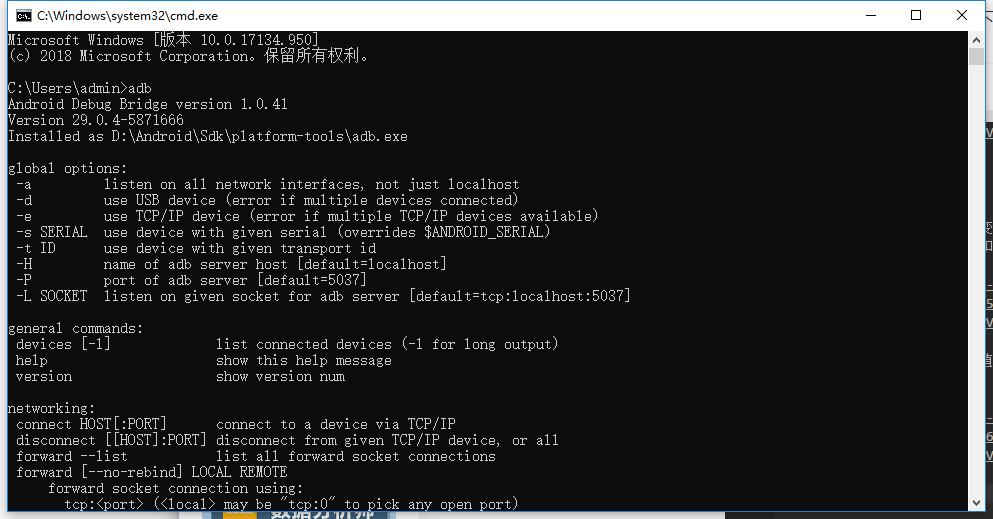 C:\Windows\system32\cmd.exe
Microsoft Windows [版本 10.0.17134.950]
(c) 2018 Microsoft Corporation。保留所有权利。
C:\Users\admin>adb
Android Debug Bridge version 1.0.41
Version 29.0.4-5871666
Installed as D:\Android\Sdk\platform-tools\adb.exe
global options:
-a listen on all network interfaces, not just localhost
-d use USB device (error if multiple devices connected)
-e use TCP/IP device (error if multiple TCP/IP devices available)
-s SERIAL use device with given serial (overrides $ANDROID_SERIAL)
-t ID use device with given transport id
-H name of adb server host [default=localhost]
-P port of adb server [default=5037]
-L SOCKET listen on given socket for adb server [default=tcp:localhost:5037]
general commands:
devices [-l] list connected devices (-l for long output)
help show this help message
version show version num
networking:
connect HOST[:PORT] connect to a device via TCP/IP
disconnect [[HOST]:PORT] disconnect from given TCP/IP device, or all
forward --list list all forward socket connections
forward [--no-rebind] LOCAL REMOTE
forward socket connection using:
tcp:<port> (<local> may be "tcp:0" to pick any open port)